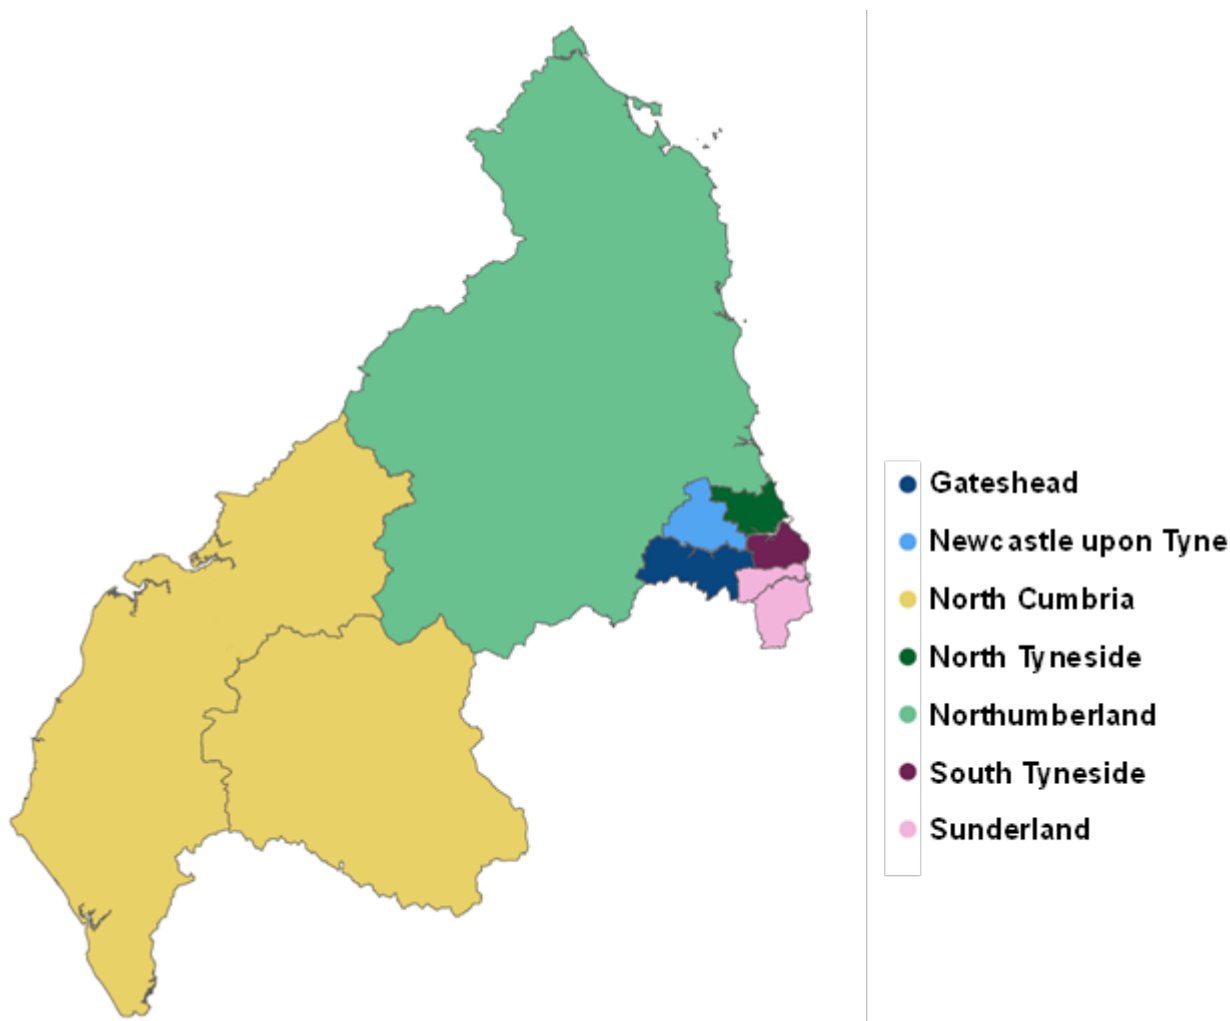 Gateshead
Newcastle upon Tyne
North Cumbria
North Tyneside
Northumberland
South Tyneside
Sunderland